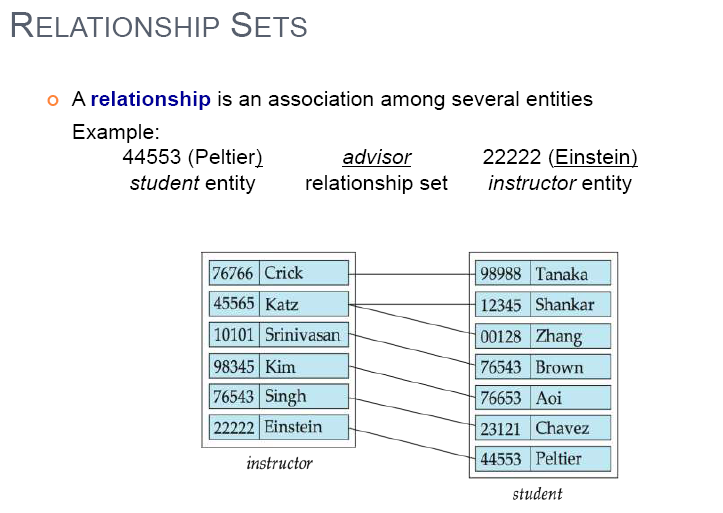 RELATIONSHIP SETS
A relationship is an association among several entities
Example:
44553 (Peltier) advisor 22222 (Einstein)
student entity relationship set instructor entity
76766 Crick 98988 Tanaka
45565 Katz 12345 Shankar
10101 Srinivasan 00128 Zhang
98345 Kim 76543 Brown
76543 Singh 76653 Aoi
22222 Einstein 23121 Chavez
44553 Peltier
instructor
student